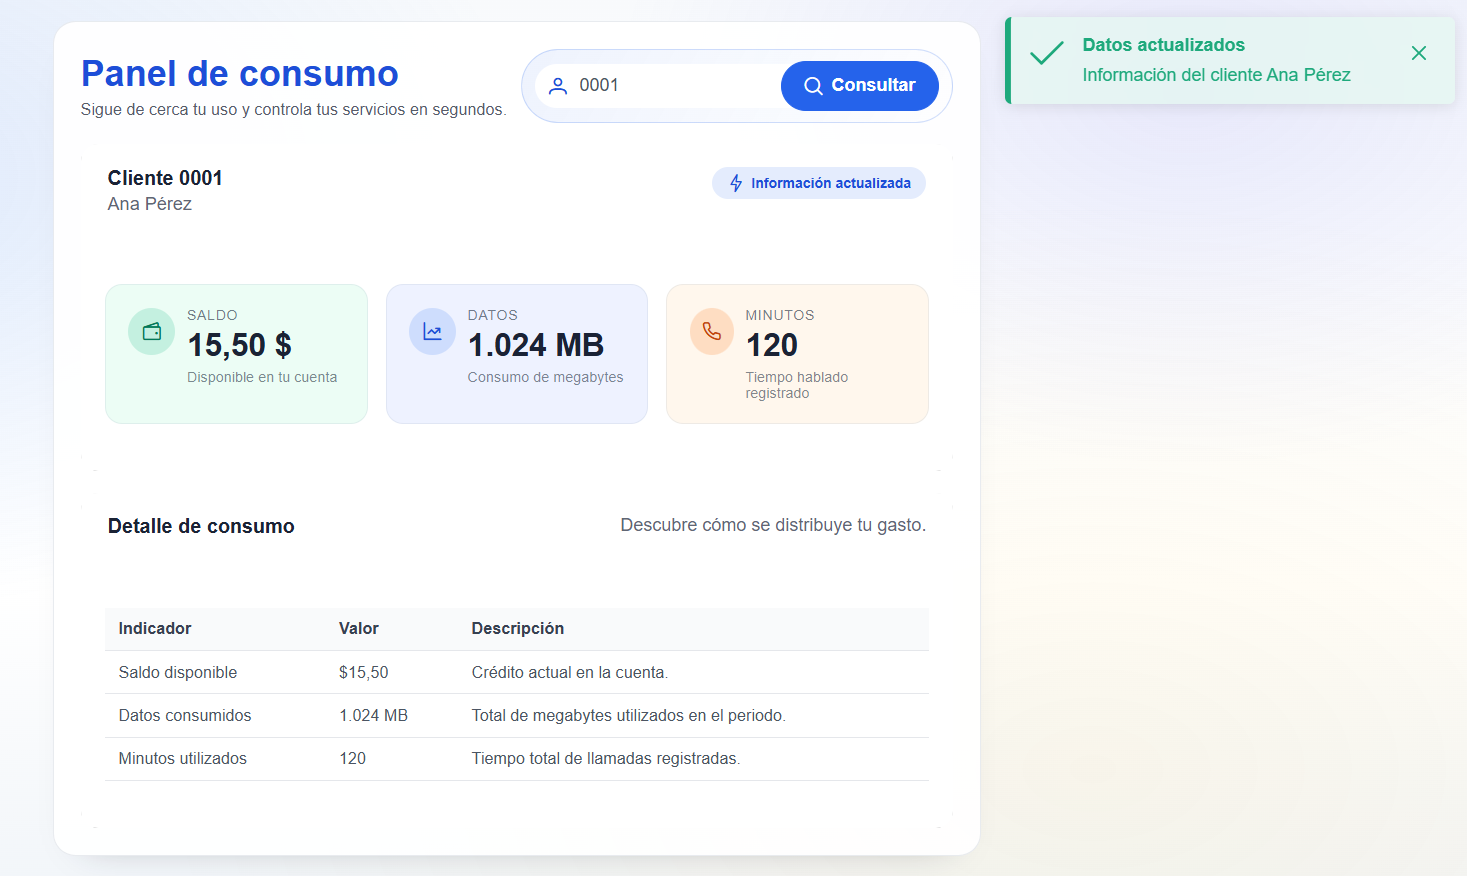 Panel de consumo
Sigue de cerca tu uso y controla tus servicios en segundos.
0001
Consultar
Datos actualizados
Información del cliente Ana Pérez
Cliente 0001
Ana Pérez
Información actualizada
SALDO
15,50 $
Disponible en tu cuenta
DATOS
1.024 MB
Consumo de megabytes
MINUTOS
120
Tiempo hablado
registrado
Detalle de consumo
Descubre cómo se distribuye tu gasto.
Indicador Valor Descripción
Saldo disponible $15,50 Crédito actual en la cuenta.
Datos consumidos 1.024 MB Total de megabytes utilizados en el periodo.
Minutos utilizados 120 Tiempo total de llamadas registradas.